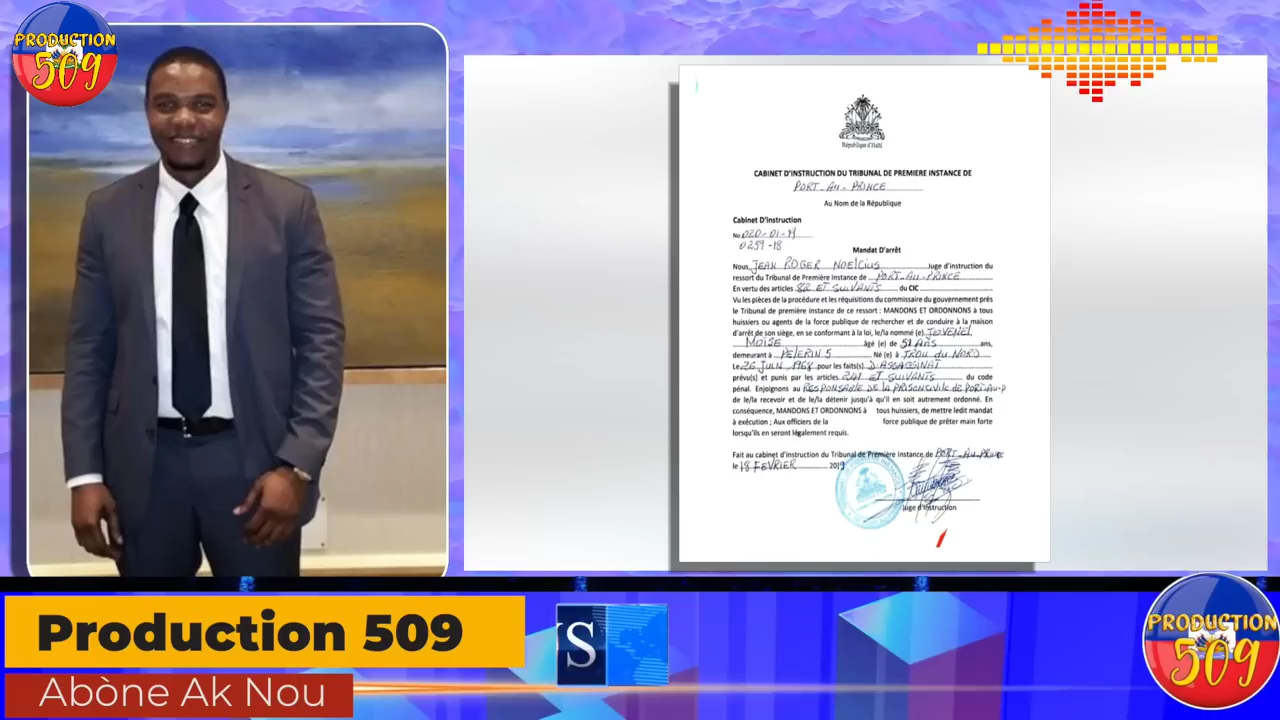 PRODUCTION
509
République d'Haïti
CABINET D'INSTRUCTION DU TRIBUNAL DE PREMIERE INSTANCE DE
PORT-AU-PRINCE
Au Nom de la République
Cabinet D'Instruction
No. 020-01-19
0259-18
Mandat D'arrêt
Nous, JEAN ROGER NOELCIUS Juge d'instruction du
ressort du Tribunal de Première Instance de PORT-AU-PRINCE
En vertu des articles 82 ET SUIVANTS du CIC
Vu les pièces de la procédure et les réquisitions du commissaire du gouvernement près
le Tribunal de première instance de ce ressort : MANDONS ET ORDONNONS à tous
huissiers ou agents de la force publique de rechercher et de conduire à la maison
d'arrêt de son siège, en se conformant à la loi, le/la nommé (e) JOVENEL
MOISE âgé (e) de 51 ANS ans,
demeurant à PELERIN 5 Né (e) à TROU DU NORD
Le 26 JUIN 1968 pour les faits(s) D'ASSASSINAT
prévu(s) et punis par les articles 241 ET SUIVANTS du code
pénal. Enjoignons au RESPONSABLE DE LA PRISON CIVILE DE PORT-AU-P
de le/la recevoir et de le/la détenir jusqu'à qu'il en soit autrement ordonné. En
conséquence, MANDONS ET ORDONNONS à tous huissiers, de mettre ledit mandat
à exécution ; Aux officiers de la force publique de prêter main forte
lorsqu'ils en seront légalement requis.
Fait au cabinet d'instruction du Tribunal de Première Instance de PORT-AU-PRINCE
le 18 FEVRIER 2019
Juge d'Instruction
Production 509
Abòne Ak Nou
S
PRODUCTION
509